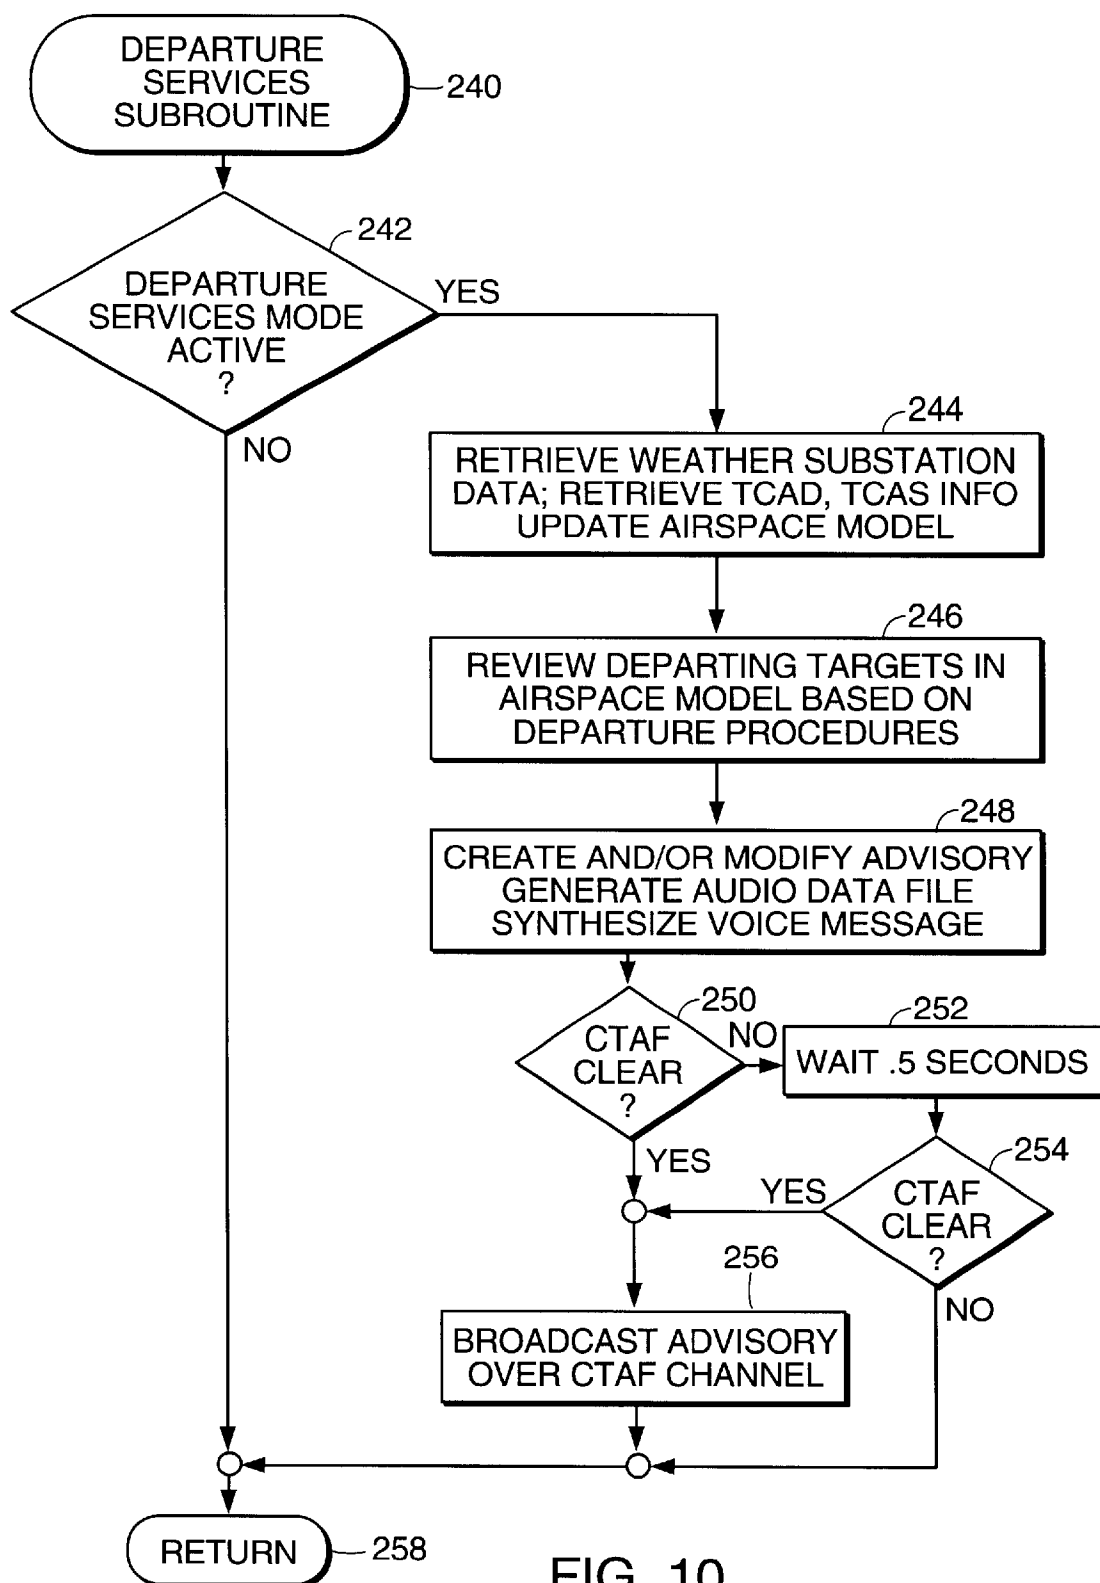 DEPARTURE
SERVICES
SUBROUTINE
240
242
DEPARTURE
SERVICES MODE
ACTIVE
?
YES
NO
244
RETRIEVE WEATHER SUBSTATION
DATA; RETRIEVE TCAD, TCAS INFO
UPDATE AIRSPACE MODEL
246
REVIEW DEPARTING TARGETS IN
AIRSPACE MODEL BASED ON
DEPARTURE PROCEDURES
248
CREATE AND/OR MODIFY ADVISORY
GENERATE AUDIO DATA FILE
SYNTHESIZE VOICE MESSAGE
250
CTAF
CLEAR
?
NO
252
WAIT .5 SECONDS
YES
254
CTAF
CLEAR
?
YES
NO
256
BROADCAST ADVISORY
OVER CTAF CHANNEL
RETURN
258
FIG. 10